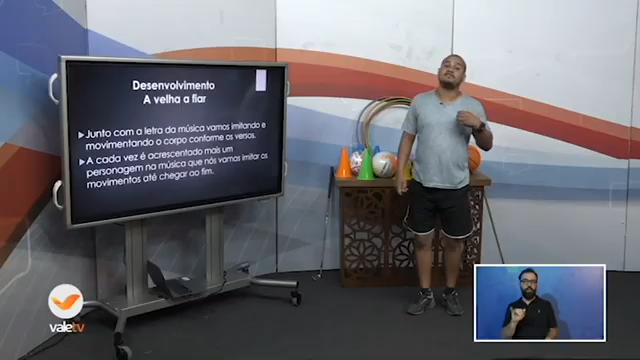 Desenvolvimento
A velha a fiar
Junto com a letra da música vamos imitando e
movimentando o corpo conforme os versos.
A cada vez é acrescentado mais um
personagem na música que nós vamos imitar os
movimentos até chegar ao fim.
valetv